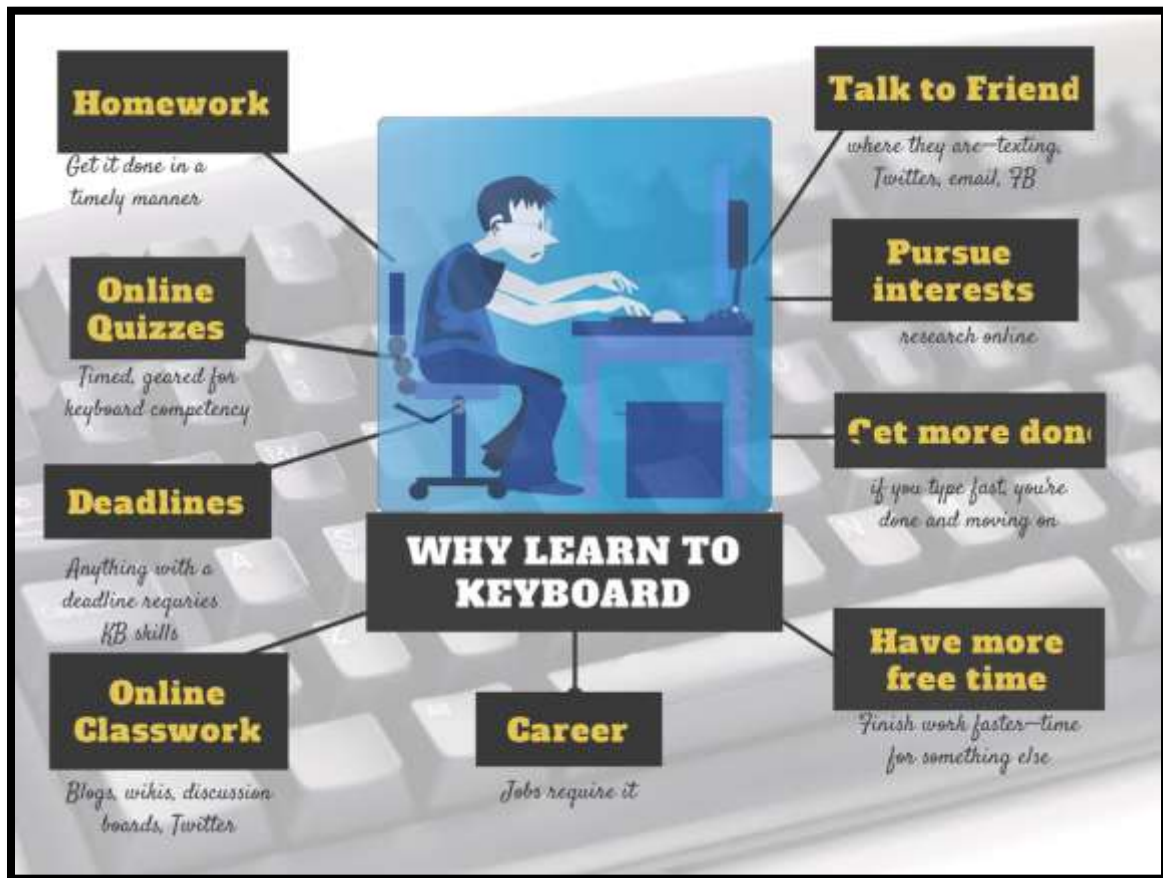 Homework
Get it done in a
timely manner
Online
Quizzes
Timed, geared for
keyboard competency
Deadlines
Anything with a
deadline requries
KB skills
Online
Classwork
Blogs, wikis, discussion
boards, Twitter
WHY LEARN TO
KEYBOARD
Career
Jobs require it
Talk to Friend
where they are—texting,
Twitter, email, FB
Pursue
interests
research online
Get more done
if you type fast, you're
done and moving on
Have more
free time
Finish work faster—time
for something else